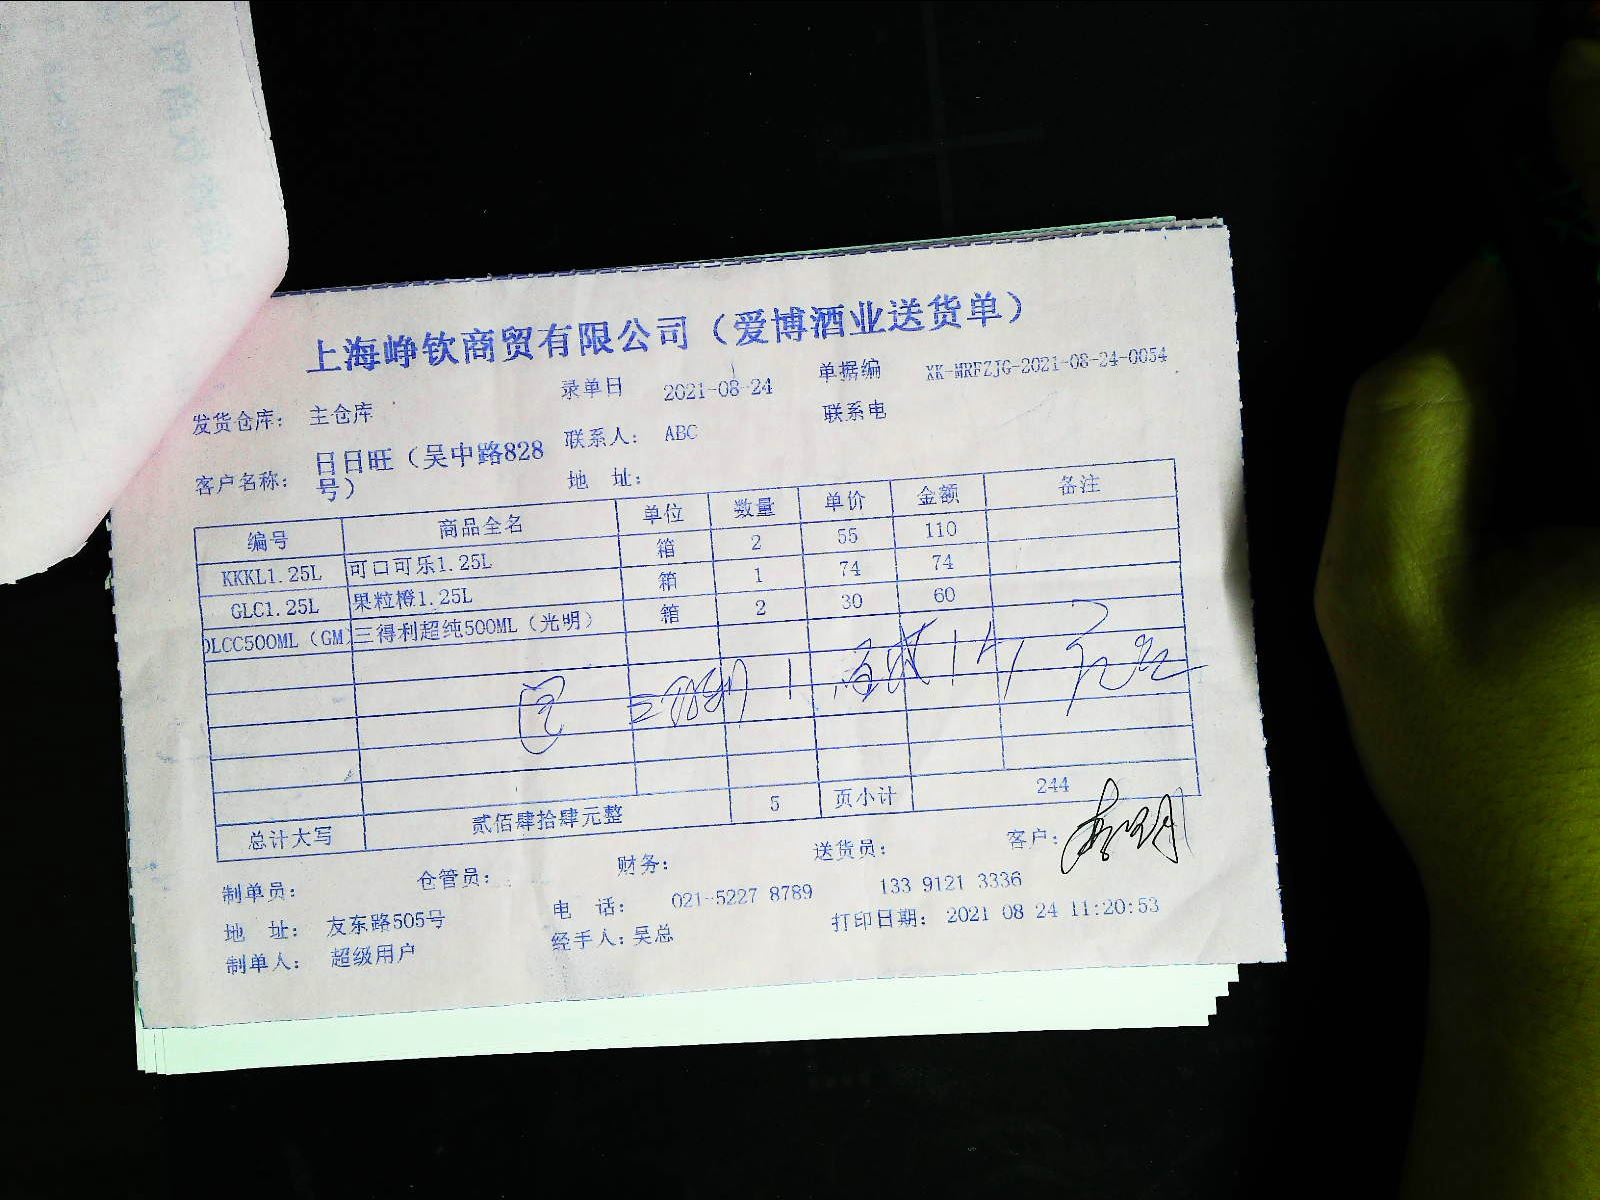 上海峥钦商贸有限公司（爱博酒业送货单）
录单日 2021-08-24 单据编 XK-MRFZJG-2021-08-24-0054
发货仓库： 主仓库 联系人： ABC 联系电
客户名称： 日日旺（吴中路828号） 地 址：
编号 商品全名 单位 数量 单价 金额 备注
KKKL1.25L 可口可乐1.25L 箱 2 55 110
GLC1.25L 果粒橙1.25L 箱 1 74 74
DLCC500ML（GM） 三得利超纯500ML（光明） 箱 2 30 60
总计大写 贰佰肆拾肆元整 5 页小计 244
制单员： 仓管员： 财务： 送货员： 客户：
地 址： 友东路505号 电 话： 021-5227 8789 133 9121 3336
制单人： 超级用户 经手人：吴总 打印日期： 2021 08 24 11:20:53